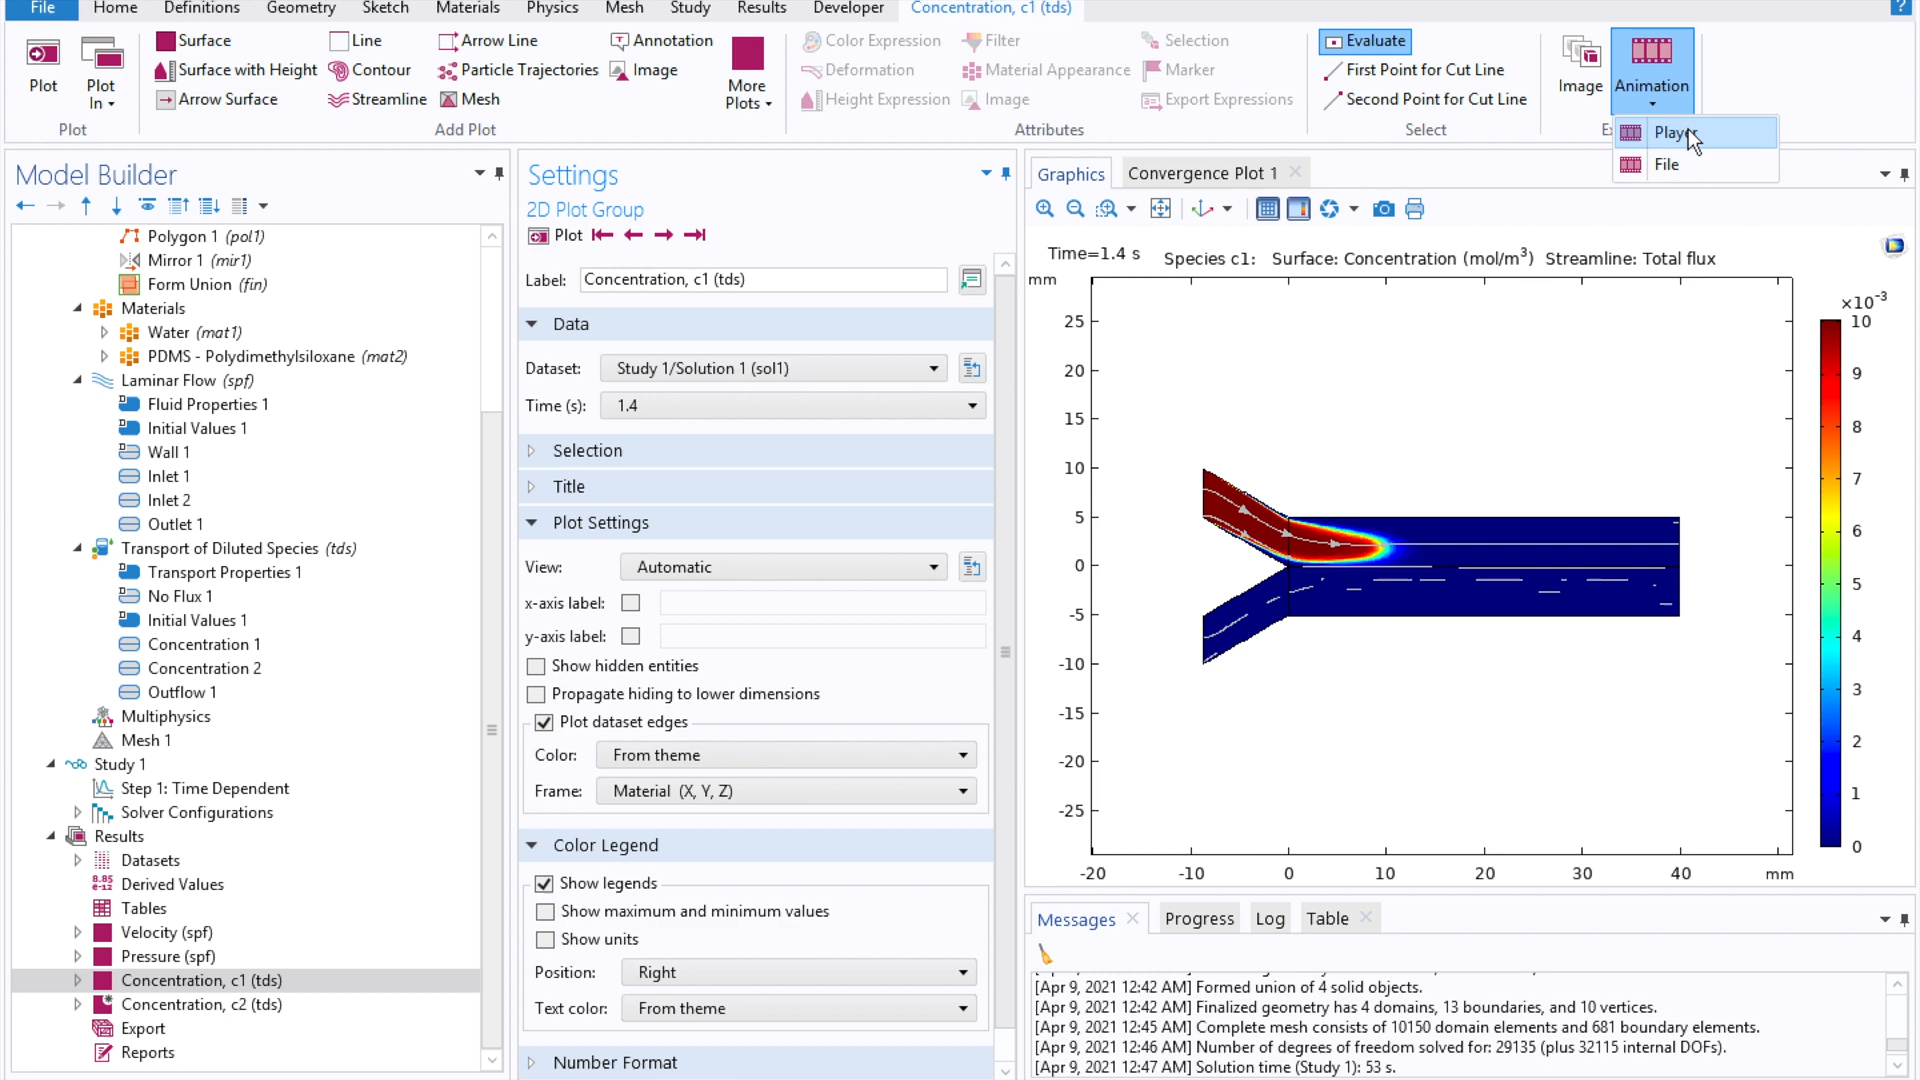 File Home Definitions Geometry Sketch Materials Physics Mesh Study Results Developer Concentration, c1 (tds) ?
Surface Line Arrow Line Annotation Color Expression Filter Selection Evaluate
Surface with Height Contour Particle Trajectories Image Deformation Material Appearance Marker First Point for Cut Line
Plot Plot In More Plots Image Animation
Arrow Surface Streamline Mesh Height Expression Image Export Expressions Second Point for Cut Line
Plot Add Plot Attributes Select
Player
File
Model Builder
Polygon 1 (pol1)
Mirror 1 (mir1)
Form Union (fin)
Materials
Water (mat1)
PDMS - Polydimethylsiloxane (mat2)
Laminar Flow (spf)
Fluid Properties 1
Initial Values 1
Wall 1
Inlet 1
Inlet 2
Outlet 1
Transport of Diluted Species (tds)
Transport Properties 1
No Flux 1
Initial Values 1
Concentration 1
Concentration 2
Outflow 1
Multiphysics
Mesh 1
Study 1
Step 1: Time Dependent
Solver Configurations
Results
Datasets
8.85
e-12 Derived Values
Tables
Velocity (spf)
Pressure (spf)
Concentration, c1 (tds)
Concentration, c2 (tds)
Export
Reports
Settings
2D Plot Group
Plot
Label: Concentration, c1 (tds)
Data
Dataset: Study 1/Solution 1 (sol1)
Time (s): 1.4
Selection
Title
Plot Settings
View: Automatic
x-axis label:
y-axis label:
Show hidden entities
Propagate hiding to lower dimensions
Plot dataset edges
Color: From theme
Frame: Material (X, Y, Z)
Color Legend
Show legends
Show maximum and minimum values
Show units
Position: Right
Text color: From theme
Number Format
Graphics Convergence Plot 1
Time=1.4 s Species c1: Surface: Concentration (mol/m³) Streamline: Total flux
mm
25
20
15
10
5
0
-5
-10
-15
-20
-25
-20 -10 0 10 20 30 40 mm
×10⁻³
10
9
8
7
6
5
4
3
2
1
0
Messages Progress Log Table
[Apr 9, 2021 12:42 AM] Formed union of 4 solid objects.
[Apr 9, 2021 12:42 AM] Finalized geometry has 4 domains, 13 boundaries, and 10 vertices.
[Apr 9, 2021 12:45 AM] Complete mesh consists of 10150 domain elements and 681 boundary elements.
[Apr 9, 2021 12:46 AM] Number of degrees of freedom solved for: 29135 (plus 32115 internal DOFs).
[Apr 9, 2021 12:47 AM] Solution time (Study 1): 53 s.